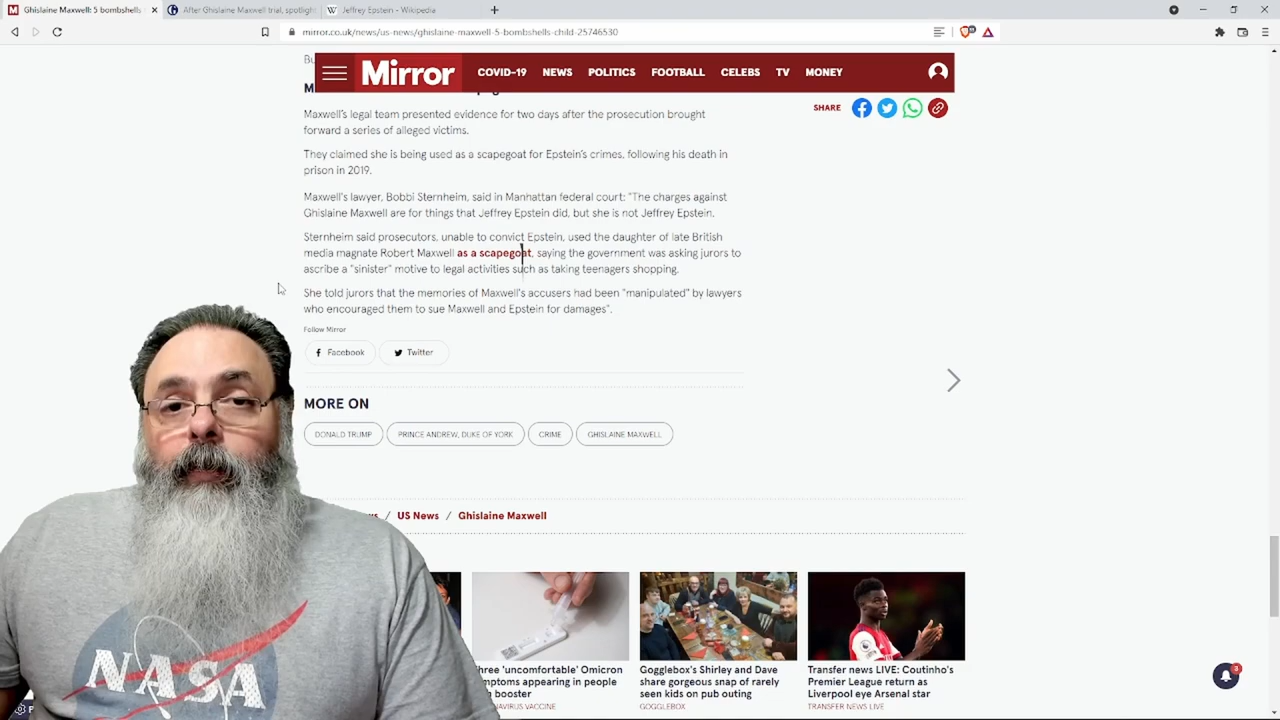 Ghislaine Maxwell: 5 bombshells
After Ghislaine Maxwell trial, spotlig
Jeffrey Epstein - Wikipedia
mirror.co.uk/news/us-news/ghislaine-maxwell-5-bombshells-child-25746530
Mirror
COVID-19 NEWS POLITICS FOOTBALL CELEBS TV MONEY
SHARE
Maxwell's legal team presented evidence for two days after the prosecution brought
forward a series of alleged victims.
They claimed she is being used as a scapegoat for Epstein's crimes, following his death in
prison in 2019.
Maxwell's lawyer, Bobbi Sternheim, said in Manhattan federal court: "The charges against
Ghislaine Maxwell are for things that Jeffrey Epstein did, but she is not Jeffrey Epstein.
Sternheim said prosecutors, unable to convict Epstein, used the daughter of late British
media magnate Robert Maxwell as a scapegoat, saying the government was asking jurors to
ascribe a "sinister" motive to legal activities such as taking teenagers shopping.
She told jurors that the memories of Maxwell's accusers had been "manipulated" by lawyers
who encouraged them to sue Maxwell and Epstein for damages".
Follow Mirror
Facebook Twitter
MORE ON
DONALD TRUMP PRINCE ANDREW, DUKE OF YORK CRIME GHISLAINE MAXWELL
/ US News / Ghislaine Maxwell
Three 'uncomfortable' Omicron
booster
Gogglebox's Shirley and Dave
share gorgeous snap of rarely
seen kids on pub outing
GOGGLEBOX
Transfer news LIVE: Coutinho's
Premier League return as
Liverpool eye Arsenal star
TRANSFER NEWS LIVE
appearing in people
VACCINE
3
NASA